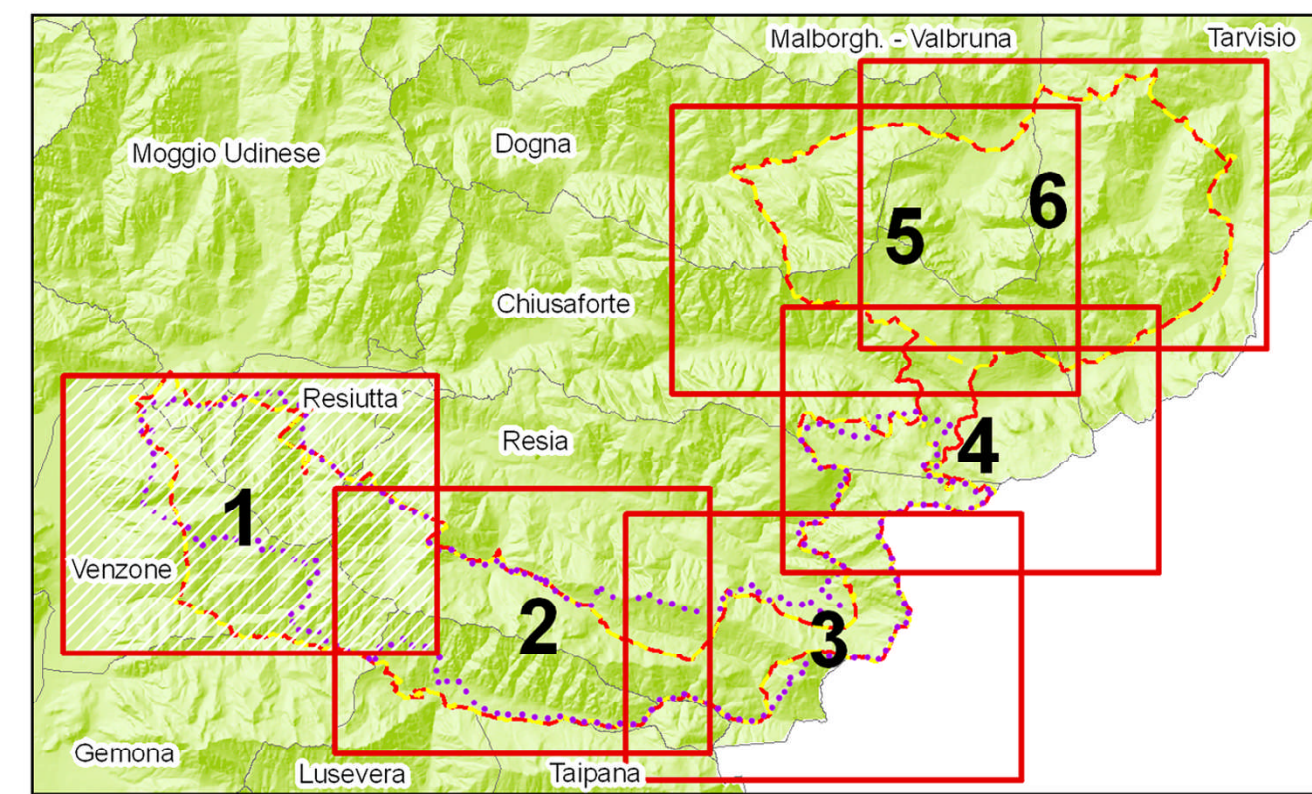 Malborgh. - Valbruna
Tarvisio
Moggio Udinese
Dogna
6
5
Chiusaforte
Resiutta
Resia
4
1
Venzone
2
3
Gemona
Lusevera
Taipana